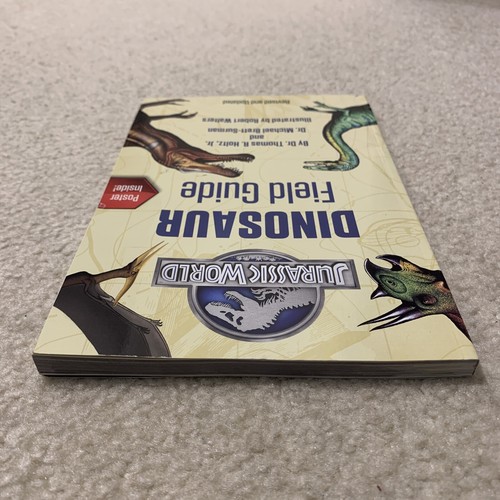 JURASSIC WORLD
DINOSAUR
Field Guide
Poster
Inside!
By Dr. Thomas R. Holtz, Jr.
and
Dr. Michael Brett-Surman
Illustrated by Robert Walters
Revised and Updated